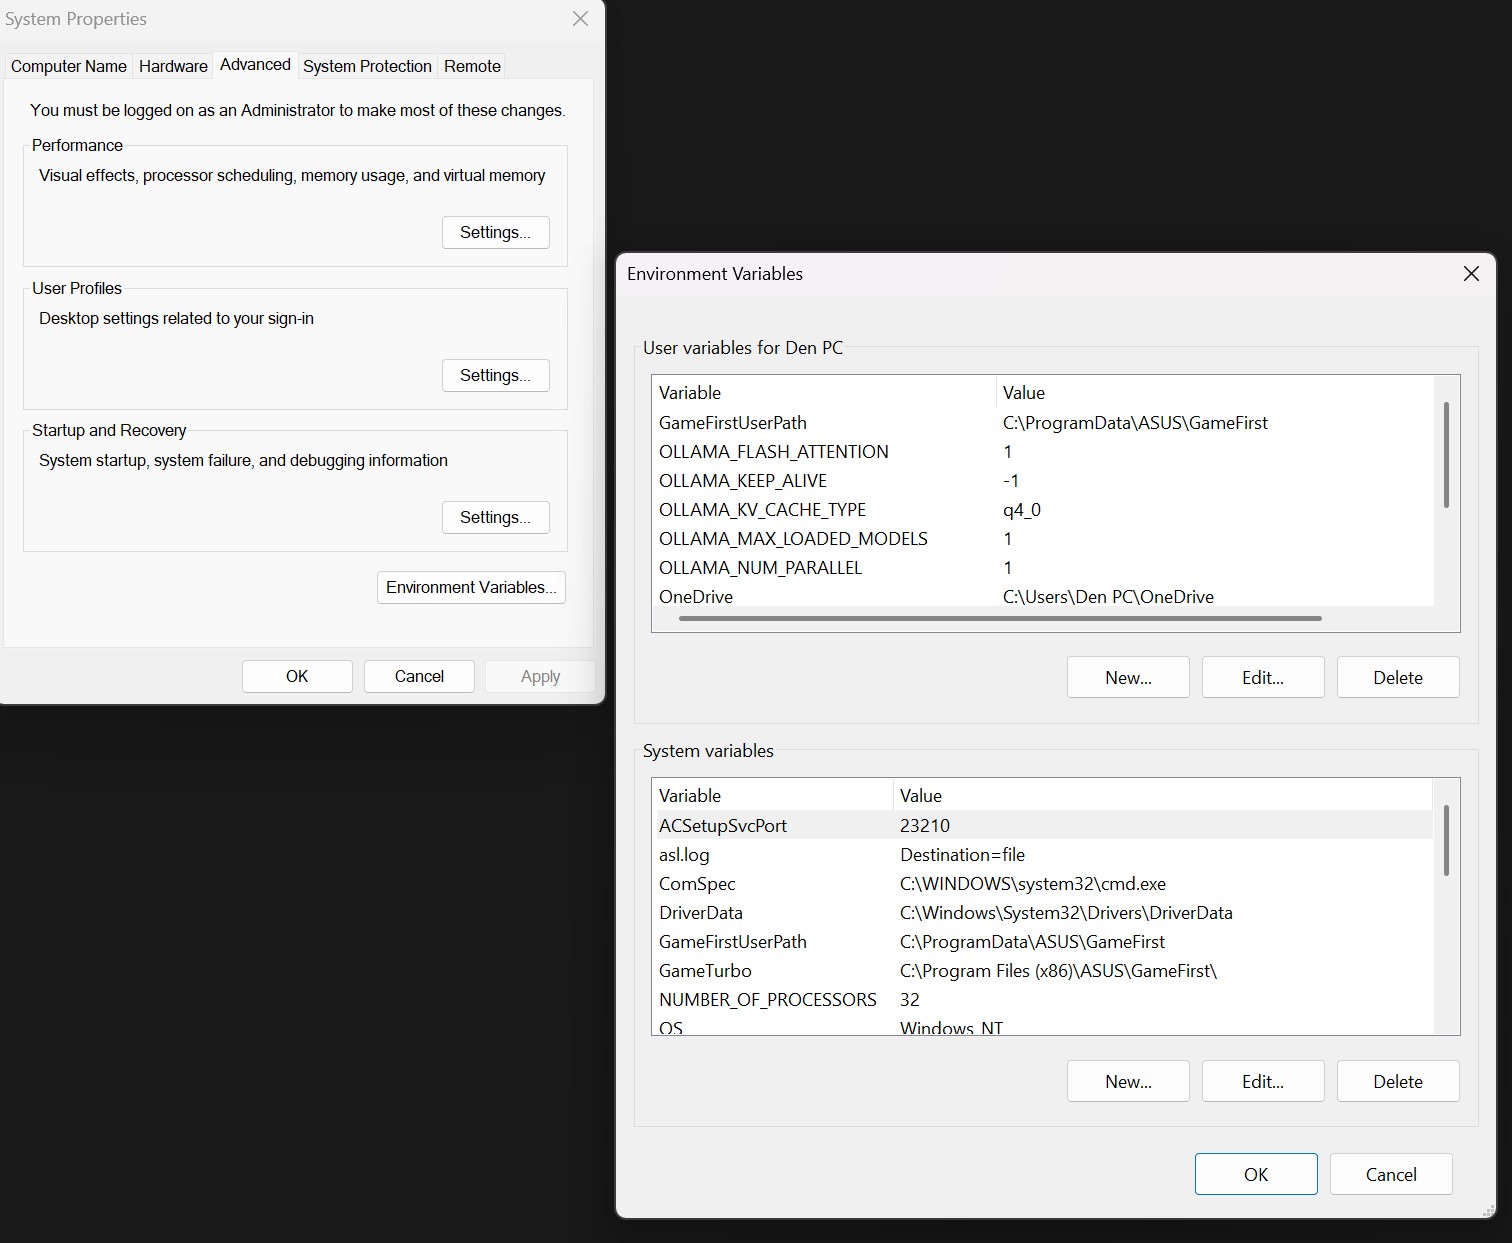 System Properties
Computer Name Hardware Advanced System Protection Remote
You must be logged on as an Administrator to make most of these changes.
Performance
Visual effects, processor scheduling, memory usage, and virtual memory
Settings...
User Profiles
Desktop settings related to your sign-in
Settings...
Startup and Recovery
System startup, system failure, and debugging information
Settings...
Environment Variables...
OK Cancel Apply
Environment Variables
User variables for Den PC
Variable Value
GameFirstUserPath C:\ProgramData\ASUS\GameFirst
OLLAMA_FLASH_ATTENTION 1
OLLAMA_KEEP_ALIVE -1
OLLAMA_KV_CACHE_TYPE q4_0
OLLAMA_MAX_LOADED_MODELS 1
OLLAMA_NUM_PARALLEL 1
OneDrive C:\Users\Den PC\OneDrive
New... Edit... Delete
System variables
Variable Value
ACSetupSvcPort 23210
asl.log Destination=file
ComSpec C:\WINDOWS\system32\cmd.exe
DriverData C:\Windows\System32\Drivers\DriverData
GameFirstUserPath C:\ProgramData\ASUS\GameFirst
GameTurbo C:\Program Files (x86)\ASUS\GameFirst\
NUMBER_OF_PROCESSORS 32
OS Windows_NT
New... Edit... Delete
OK Cancel